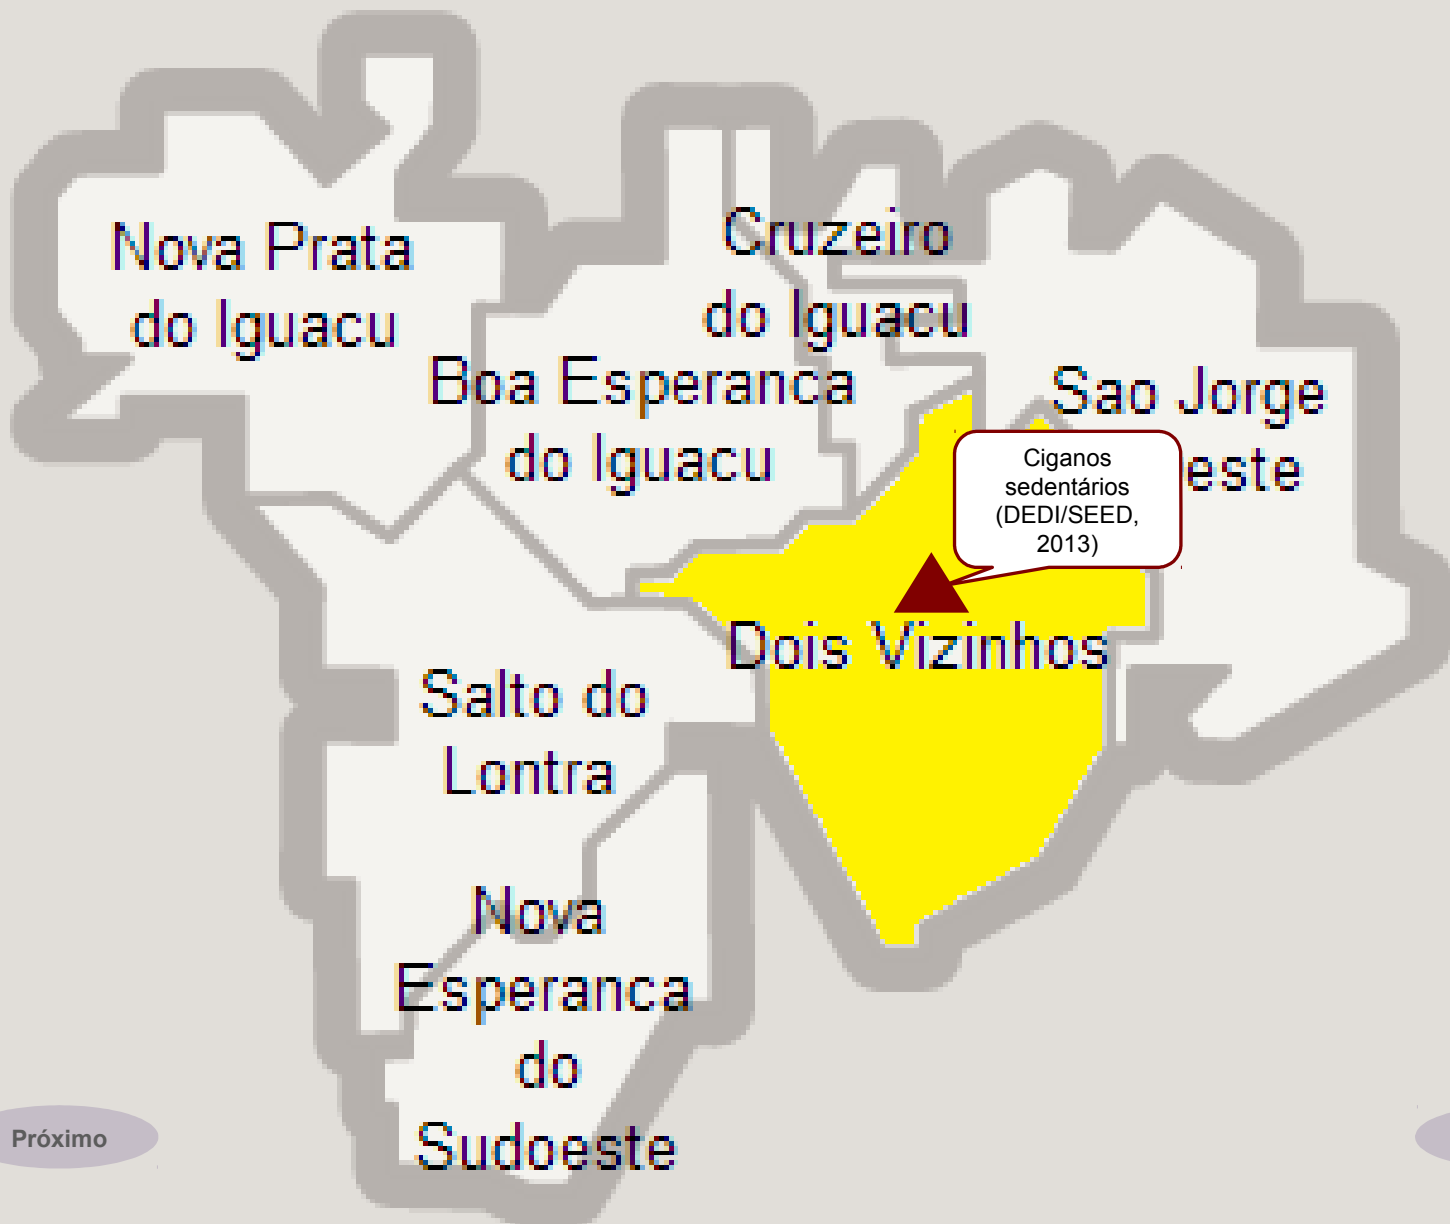 Nova Prata
do Iguacu
Cruzeiro
do Iguacu
Boa Esperanca
do Iguacu
Sao Jorge
este
Ciganos
sedentários
(DEDI/SEED,
2013)
Dois Vizinhos
Salto do
Lontra
Nova
Esperanca
do
Sudoeste
Próximo